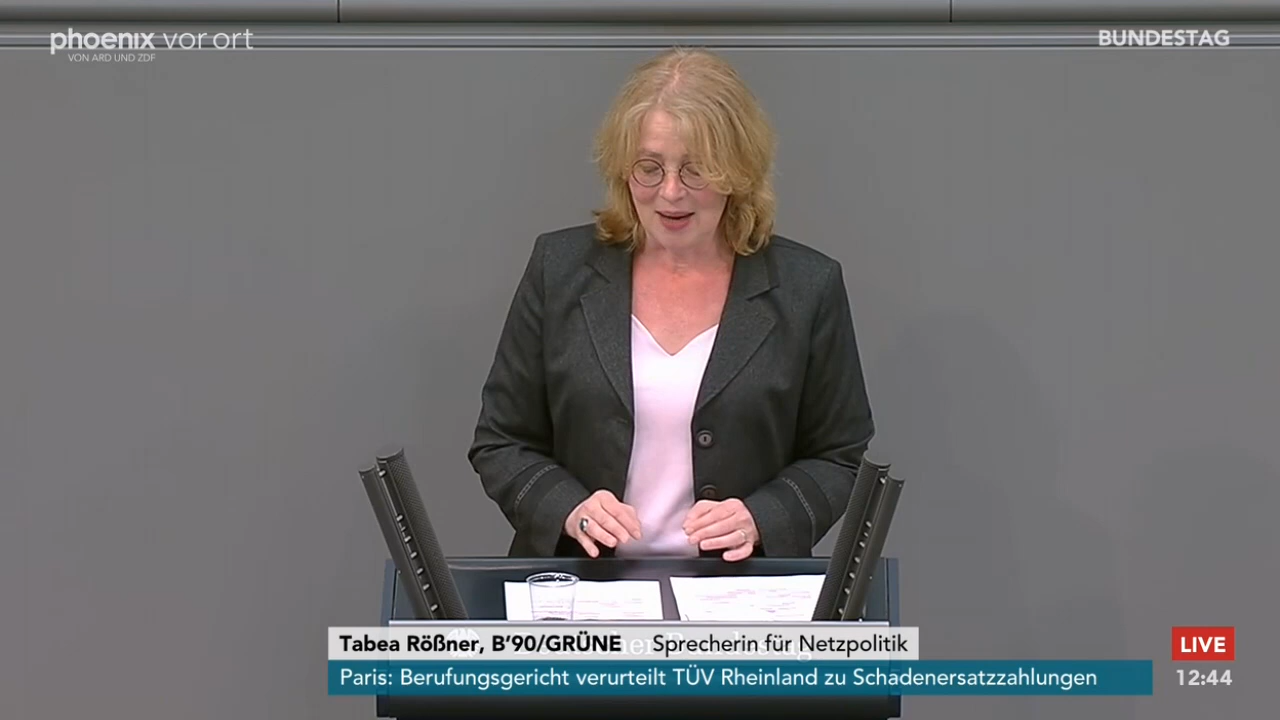 phoenix vor ort
VON ARD UND ZDF
BUNDESTAG
Tabea Rößner, B'90/GRÜNE Sprecherin für Netzpolitik
LIVE
Paris: Berufungsgericht verurteilt TÜV Rheinland zu Schadenersatzzahlungen
12:44